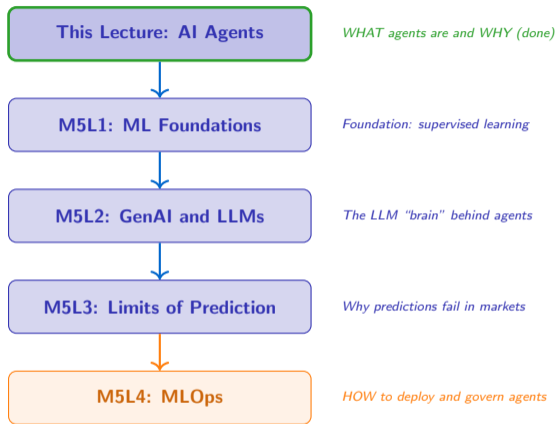 This Lecture: AI Agents
WHAT agents are and WHY (done)
M5L1: ML Foundations
Foundation: supervised learning
M5L2: GenAI and LLMs
The LLM “brain” behind agents
M5L3: Limits of Prediction
Why predictions fail in markets
M5L4: MLOps
HOW to deploy and govern agents